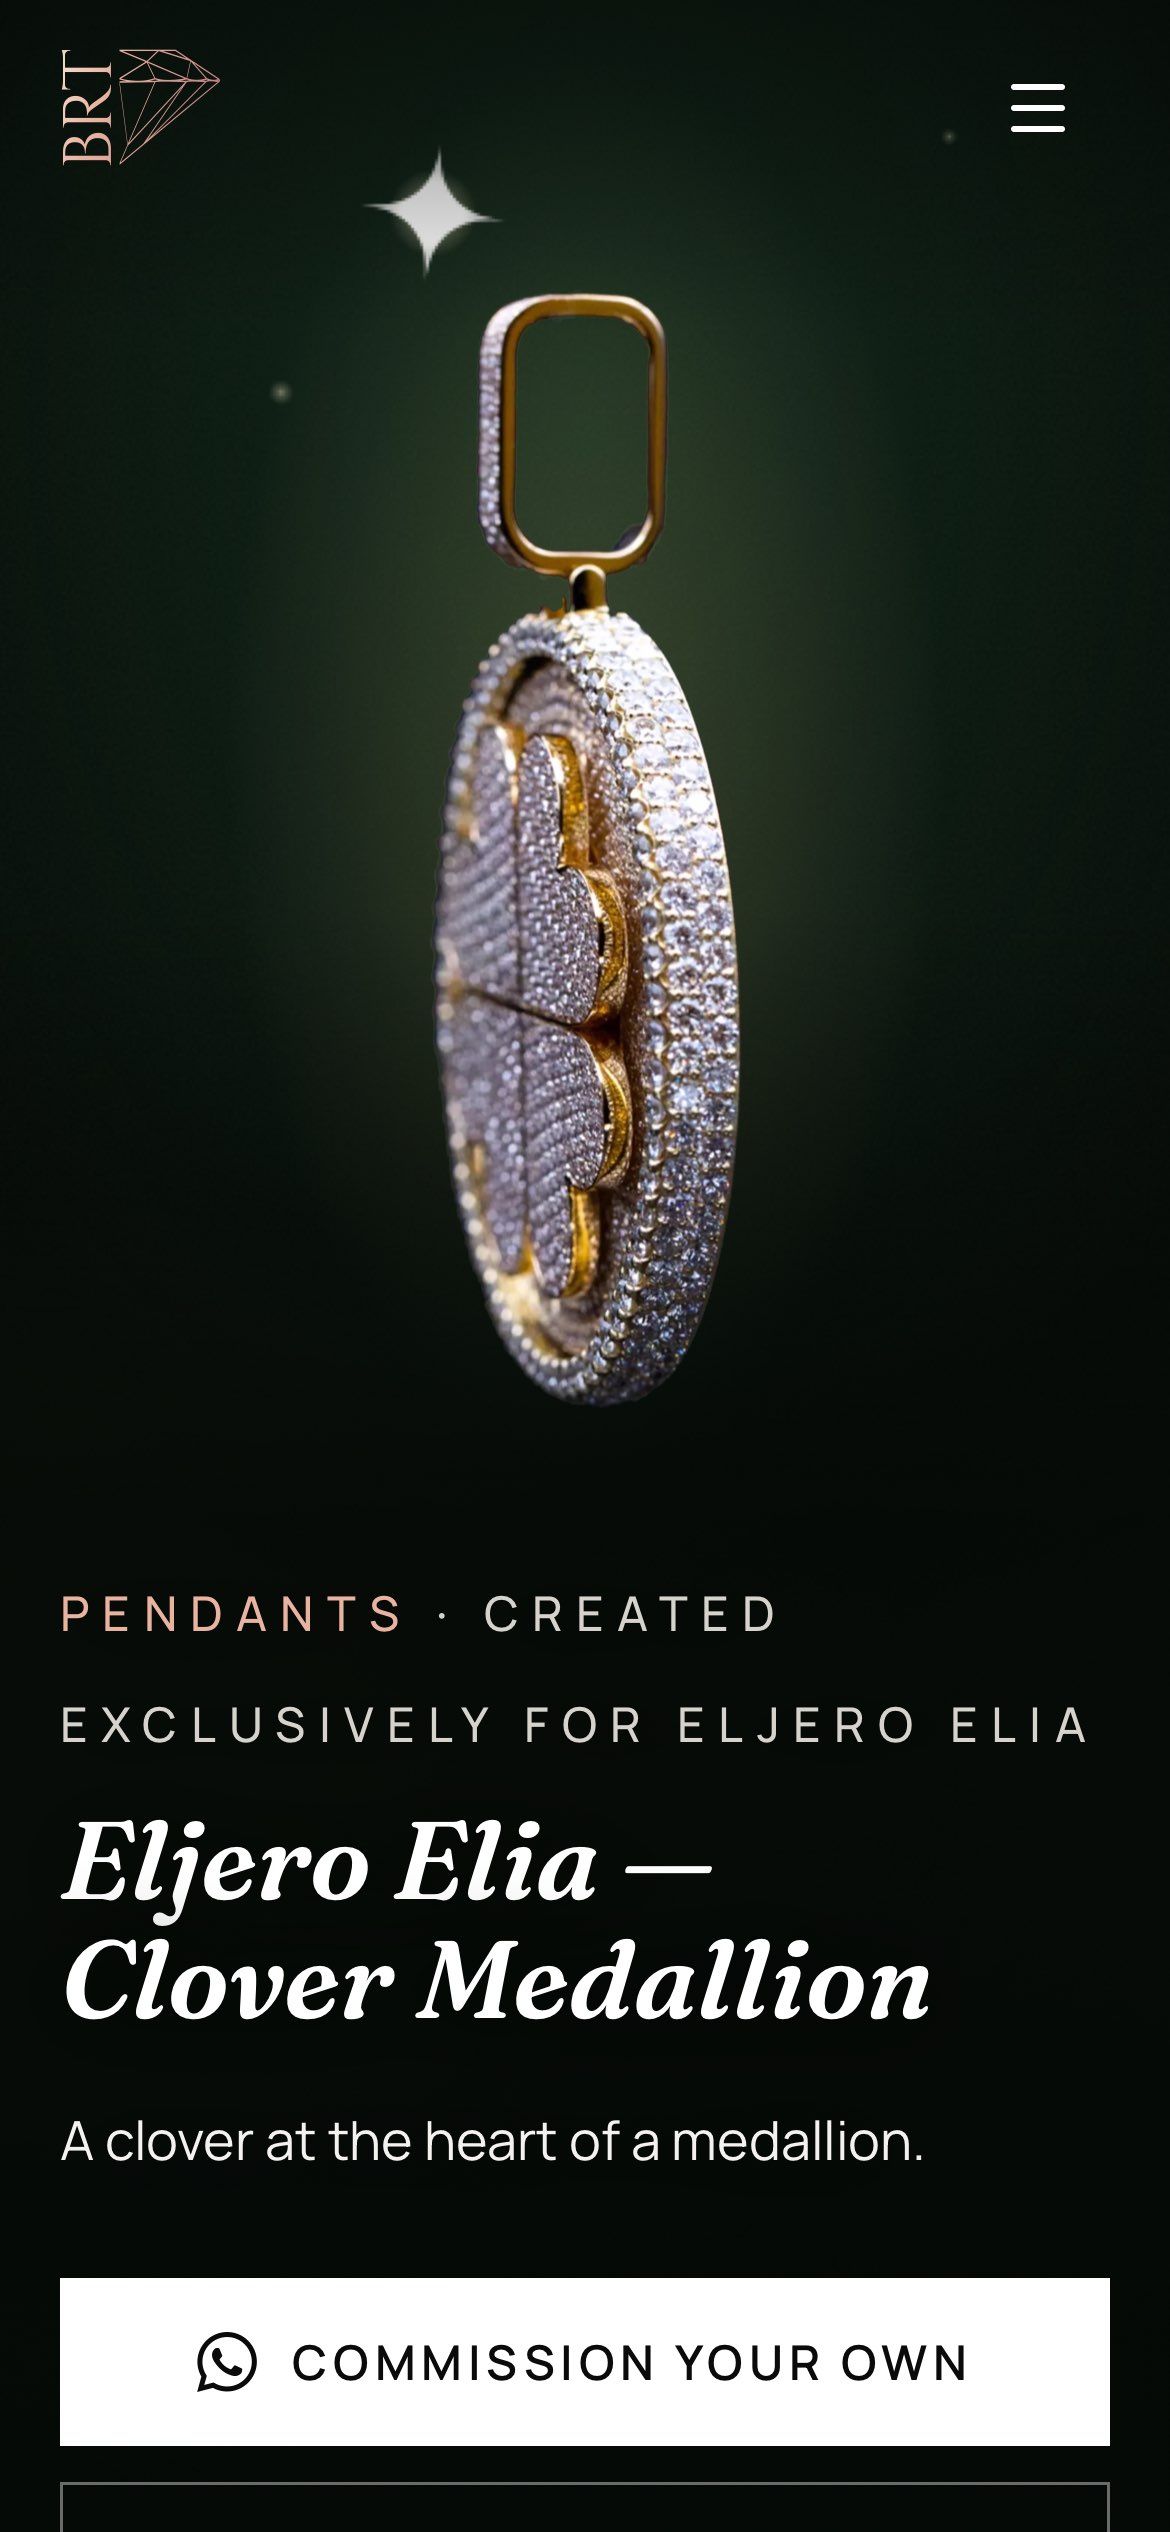 BRT
PENDANTS · CREATED
EXCLUSIVELY FOR ELJERO ELIA
Eljero Elia —
Clover Medallion
A clover at the heart of a medallion.
COMMISSION YOUR OWN